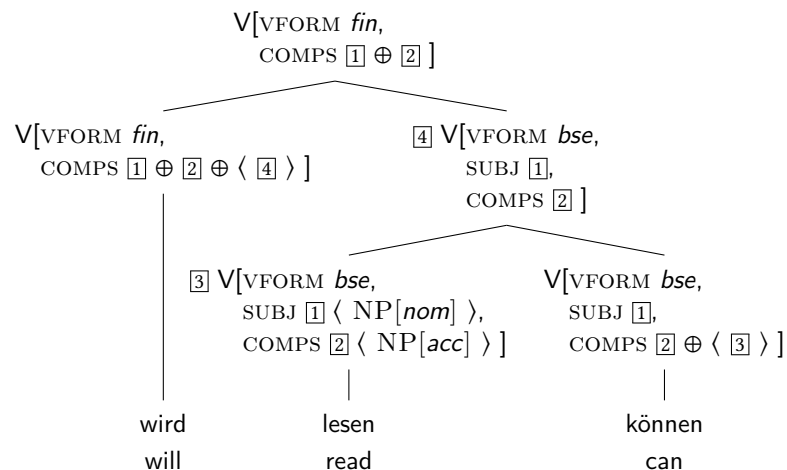 V[VFORM fin,
COMPS 1 ⊕ 2 ]
V[VFORM fin,
COMPS 1 ⊕ 2 ⊕ ⟨ 4 ⟩ ]
4 V[VFORM bse,
SUBJ 1,
COMPS 2 ]
3 V[VFORM bse,
SUBJ 1 ⟨ NP[nom] ⟩,
COMPS 2 ⟨ NP[acc] ⟩ ]
V[VFORM bse,
SUBJ 1,
COMPS 2 ⊕ ⟨ 3 ⟩ ]
wird lesen können
will read can